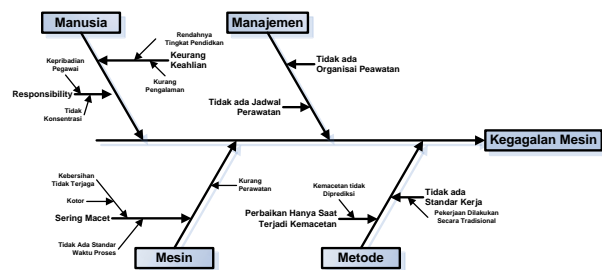 Manusia
Manajemen
Rendahnya
Tingkat Pendidkan
Keurang
Keahlian
Kepribadian
Pegawai
Kurang
Pengalaman
Responsibility
Tidak
Konsentrasi
Tidak ada
Organisai Peawatan
Tidak ada Jadwal
Perawatan
Kegagalan Mesin
Kebersihan
Tidak Terjaga
Kotor
Sering Macet
Tidak Ada Standar
Waktu Proses
Kurang
Perawatan
Kemacetan tidak
Diprediksi
Perbaikan Hanya Saat
Terjadi Kemacetan
Tidak ada
Standar Kerja
Pekerjaan Dilakukan
Secara Tradisional
Mesin
Metode